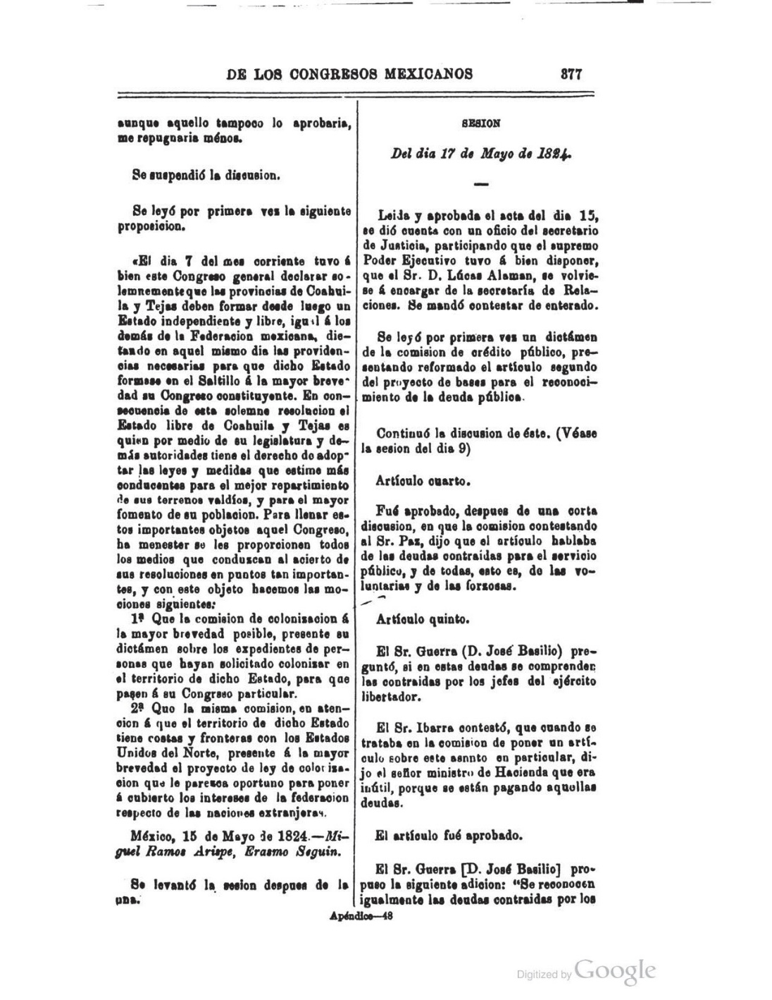 DE LOS CONGRESOS MEXICANOS 377
aunque aquello tampoco lo aprobaria,
me repugnaria ménos.
Se suspendió la discusion.
Se leyó por primera vez la siguiente
proposicion.
«El dia 7 del mes corriente tuvo á
bien este Congreso general declarar so-
lemnemente que las provincias de Coahui-
la y Tejas deben formar desde luego un
Estado independiente y libre, igual á los
demás de la Federacion mexicana, dic-
tando en aquel mismo dia las providen-
cias necesarias para que dicho Estado
formase en el Saltillo á la mayor breve-
dad su Congreso constituyente. En con-
secuencia de esta solemne resolucion el
Estado libre de Coahuila y Tejas es
quien por medio de su legislatura y de-
más autoridades tiene el derecho de adop-
tar las leyes y medidas que estime más
conducentes para el mejor repartimiento
de sus terrenos valdíos, y para el mayor
fomento de su poblacion. Para llenar es-
tos importantes objetos aquel Congreso,
ha menester se les proporcionen todos
los medios que conduzcan al acierto de
sus resoluciones en puntos tan importan-
tes, y con este objeto hacemos las mo-
ciones siguientes:
1ª Que la comision de colonizacion á
la mayor brevedad posible, presente su
dictámen sobre los expedientes de per-
sonas que hayan solicitado colonizar en
el territorio de dicho Estado, para que
pasen á su Congreso particular.
2ª Que la misma comision, en aten-
cion á que el territorio de dicho Estado
tiene costas y fronteras con los Estados
Unidos del Norte, presente á la mayor
brevedad el proyecto de ley de coloniza-
cion que le parezca oportuno para poner
á cubierto los intereses de la federacion
respecto de las naciones extranjeras.
México, 15 de Mayo de 1824.—Mi-
guel Ramos Arispe, Erasmo Seguin.
Se levantó la sesion despues de la
una.
SESION
Del dia 17 de Mayo de 1824.
Leida y aprobada el acta del dia 15,
se dió cuenta con un oficio del secretario
de Justicia, participando que el supremo
Poder Ejecutivo tuvo á bien disponer,
que el Sr. D. Lúcas Alaman, se volvie-
se á encargar de la secretaría de Rela-
ciones. Se mandó contestar de enterado.
Se leyó por primera vez un dictámen
de la comision de crédito público, pre-
sentando reformado el artículo segundo
del proyecto de bases para el reconoci-
miento de la deuda pública.
Continuó la discusion de éste. (Véase
la sesion del dia 9)
Artículo cuarto.
Fué aprobado, despues de una corta
discusion, en que la comision contestando
al Sr. Paz, dijo que el artículo hablaba
de las deudas contraidas para el servicio
público, y de todas, esto es, de las vo-
luntarias y de las forzosas.
Artículo quinto.
El Sr. Guerra (D. José Basilio) pre-
guntó, si en estas deudas se comprenden
las contraidas por los jefes del ejército
libertador.
El Sr. Ibarra contestó, que cuando se
trataba en la comision de poner un artí-
culo sobre este asnnto en particular, di-
jo el señor ministro de Hacienda que era
inútil, porque se están pagando aquellas
deudas.
El artículo fué aprobado.
El Sr. Guerra [D. José Basilio] pro-
puso la siguiente adicion: "Se reconocen
igualmente las deudas contraidas por los
Apéndice—48
Digitized by Google